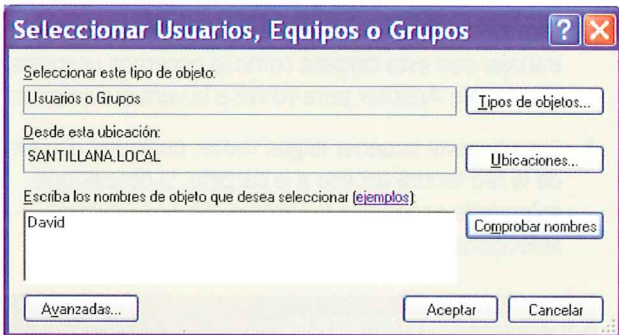 Seleccionar Usuarios, Equipos o Grupos
Seleccionar este tipo de objeto:
Usuarios o Grupos
Tipos de objetos...
Desde esta ubicación:
SANTILLANA.LOCAL
Ubicaciones...
Escriba los nombres de objeto que desea seleccionar (ejemplos):
David
Comprobar nombres
Avanzadas...
Aceptar
Cancelar